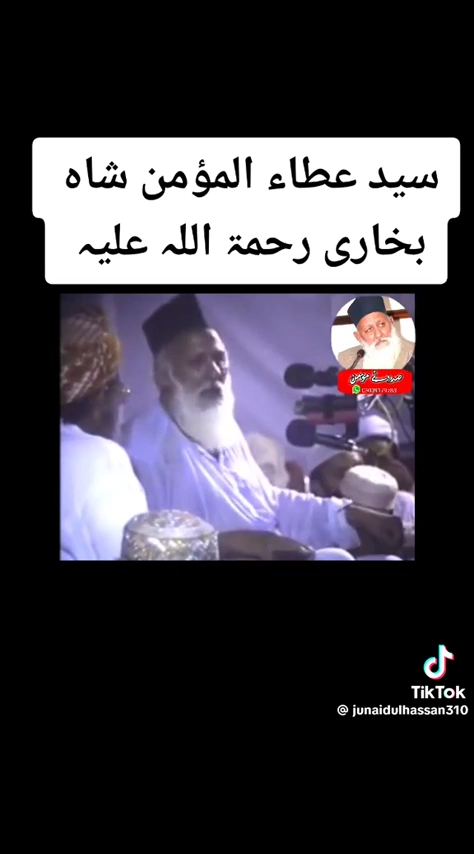 سید عطاء المؤمن شاہ
بخاری رحمۃ اللہ علیہ
TikTok
@ junaidulhassan310